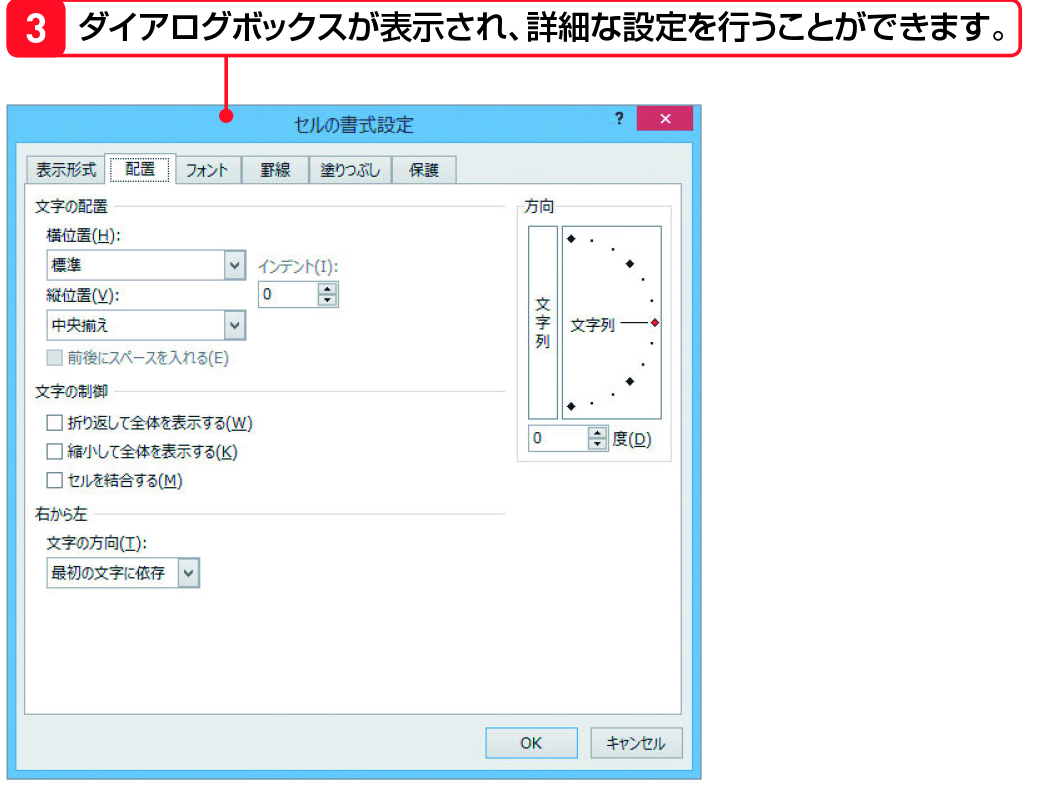 3 ダイアログボックスが表示され、詳細な設定を行うことができます。
セルの書式設定 ? ×
表示形式 配置 フォント 罫線 塗りつぶし 保護
文字の配置
横位置(H):
標準
インデント(I):
0
縦位置(V):
中央揃え
前後にスペースを入れる(E)
文字の制御
折り返して全体を表示する(W)
縮小して全体を表示する(K)
セルを結合する(M)
右から左
文字の方向(T):
最初の文字に依存
方向
文字列
文字列
0 度(D)
OK キャンセル